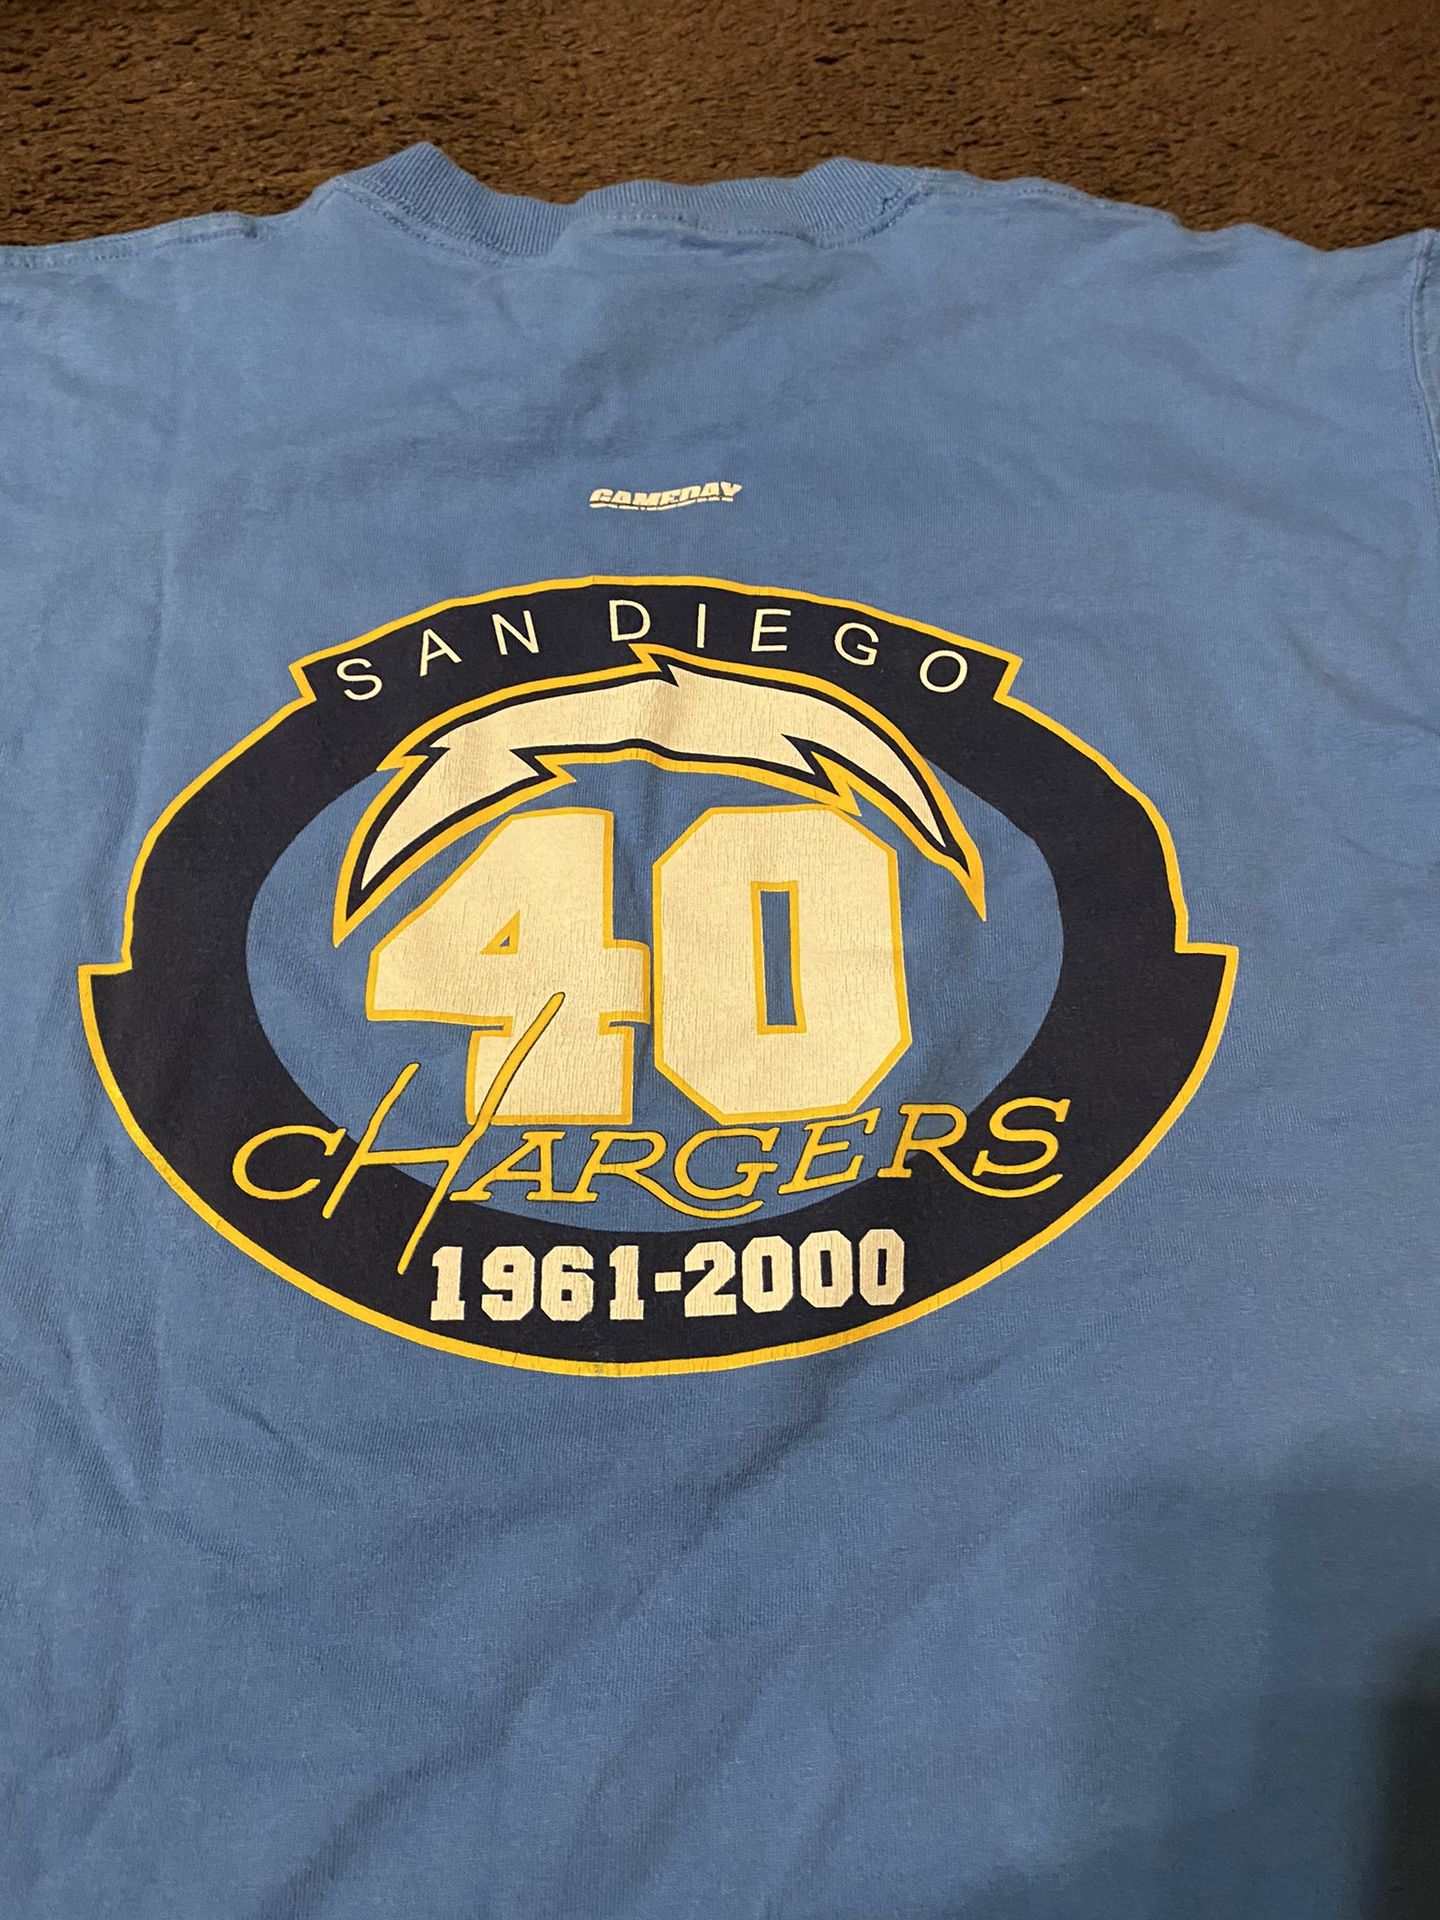 GAMEDAY
SAN DIEGO
40
CHARGERS
1961-2000